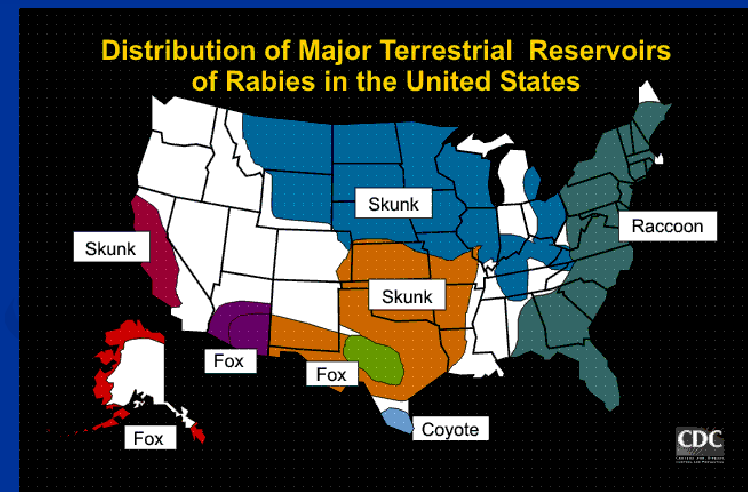 Distribution of Major Terrestrial Reservoirs
of Rabies in the United States
Skunk
Raccoon
Skunk
Skunk
Fox
Fox
Coyote
Fox
CDC